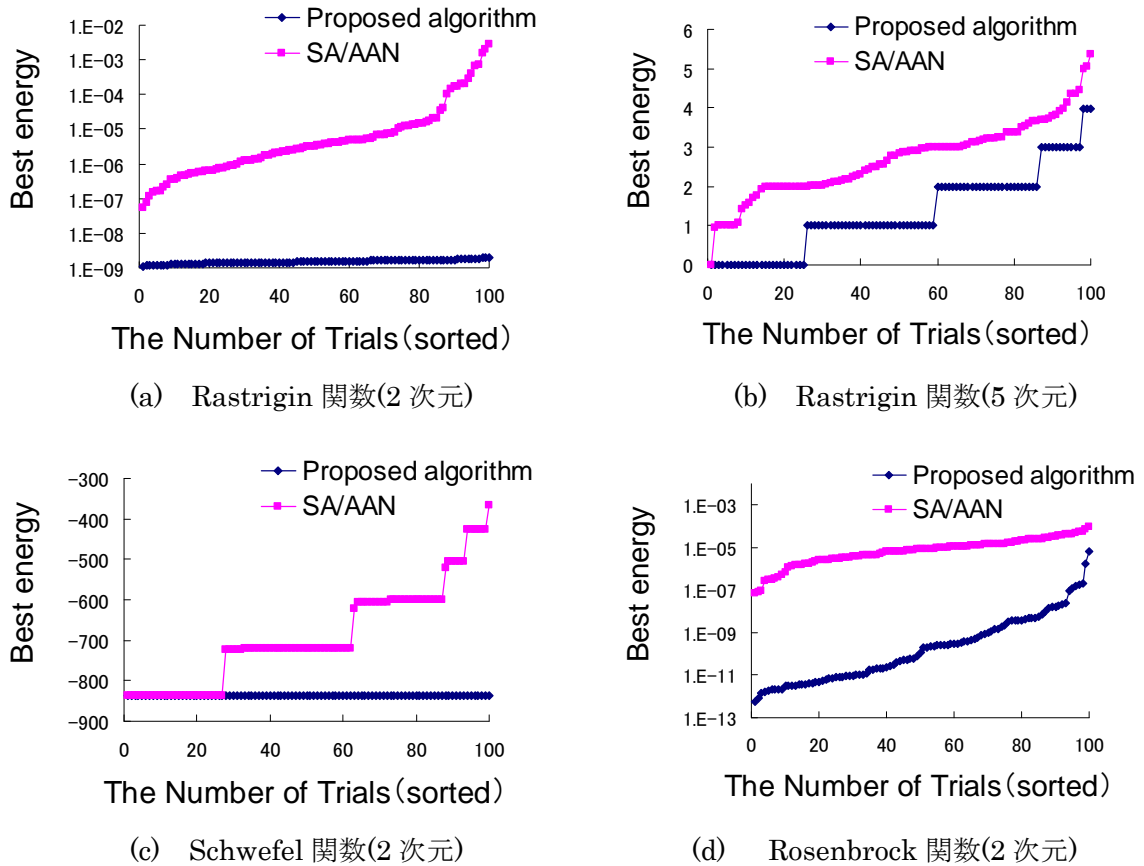 Proposed algorithm
SA/AAN
Best energy
1.E-02
1.E-03
1.E-04
1.E-05
1.E-06
1.E-07
1.E-08
1.E-09
0 20 40 60 80 100
The Number of Trials（sorted）
(a) Rastrigin 関数(2 次元)
Proposed algorithm
SA/AAN
Best energy
6
5
4
3
2
1
0
0 20 40 60 80 100
The Number of Trials（sorted）
(b) Rastrigin 関数(5 次元)
Proposed algorithm
SA/AAN
Best energy
-300
-400
-500
-600
-700
-800
-900
0 20 40 60 80 100
The Number of Trials（sorted）
(c) Schwefel 関数(2 次元)
Proposed algorithm
SA/AAN
Best energy
1.E-03
1.E-05
1.E-07
1.E-09
1.E-11
1.E-13
0 20 40 60 80 100
The Number of Trials（sorted）
(d) Rosenbrock 関数(2 次元)